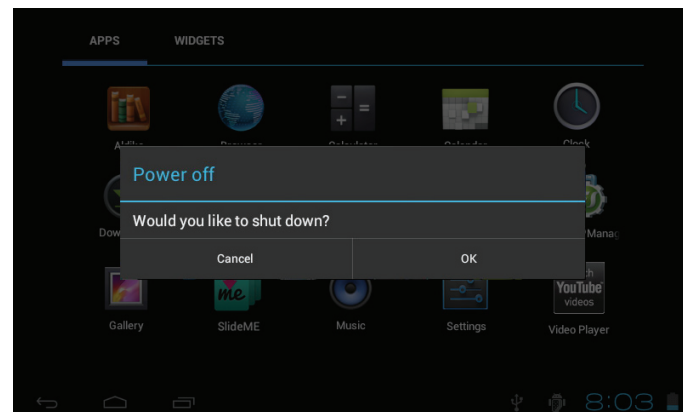 APPS WIDGETS
Power off
Would you like to shut down?
Cancel OK
YouTube
videos
me
Gallery SlideME Music Settings Video Player
8:03